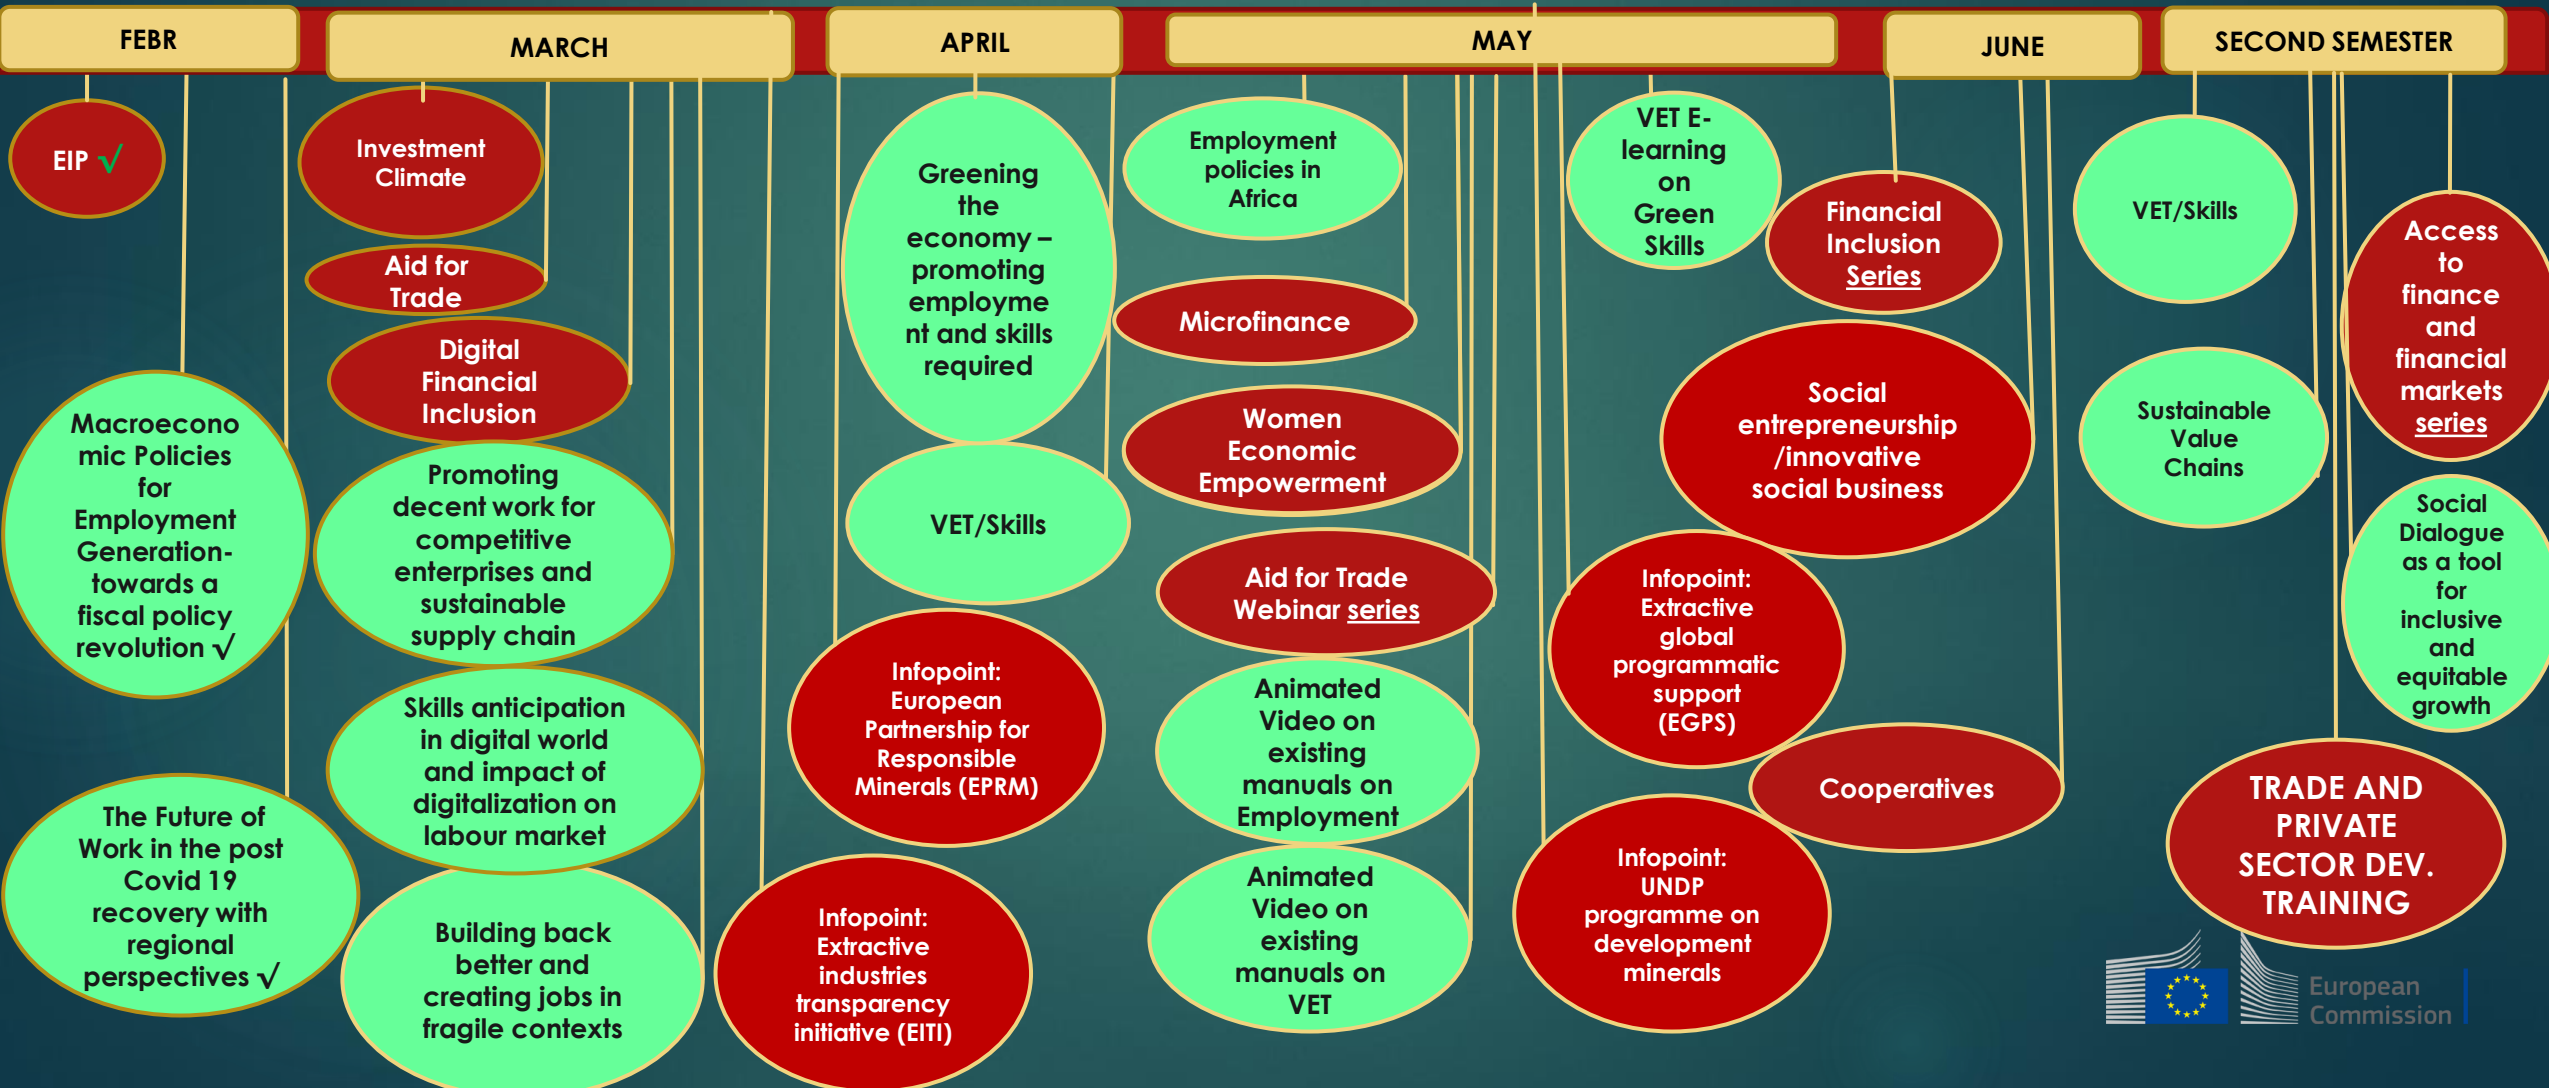 FEBR
MARCH
APRIL
MAY
JUNE
SECOND SEMESTER
EIP √
Macroecono
mic Policies
for
Employment
Generation-
towards a
fiscal policy
revolution √
The Future of
Work in the post
Covid 19
recovery with
regional
perspectives √
Investment
Climate
Aid for
Trade
Digital
Financial
Inclusion
Promoting
decent work for
competitive
enterprises and
sustainable
supply chain
Skills anticipation
in digital world
and impact of
digitalization on
labour market
Building back
better and
creating jobs in
fragile contexts
Infopoint:
Extractive
industries
transparency
initiative (EITI)
Greening
the
economy –
promoting
employme
nt and skills
required
VET/Skills
Infopoint:
European
Partnership for
Responsible
Minerals (EPRM)
Employment
policies in
Africa
Microfinance
Women
Economic
Empowerment
Aid for Trade
Webinar series
Animated
Video on
existing
manuals on
Employment
Animated
Video on
existing
manuals on
VET
VET E-
learning
on
Green
Skills
Infopoint:
Extractive
global
programmatic
support
(EGPS)
Infopoint:
UNDP
programme on
development
minerals
Financial
Inclusion
Series
Social
entrepreneurship
/innovative
social business
Cooperatives
VET/Skills
Sustainable
Value
Chains
Access
to
finance
and
financial
markets
series
Social
Dialogue
as a tool
for
inclusive
and
equitable
growth
TRADE AND
PRIVATE
SECTOR DEV.
TRAINING
European
Commission